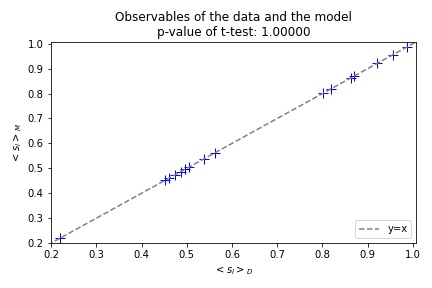 Observables of the data and the model
p-value of t-test: 1.00000
1.0
0.9
0.8
0.7
0.6
0.5
0.4
0.3
0.2
< s_i >_M
y=x
0.2 0.3 0.4 0.5 0.6 0.7 0.8 0.9 1.0
< s_i >_D